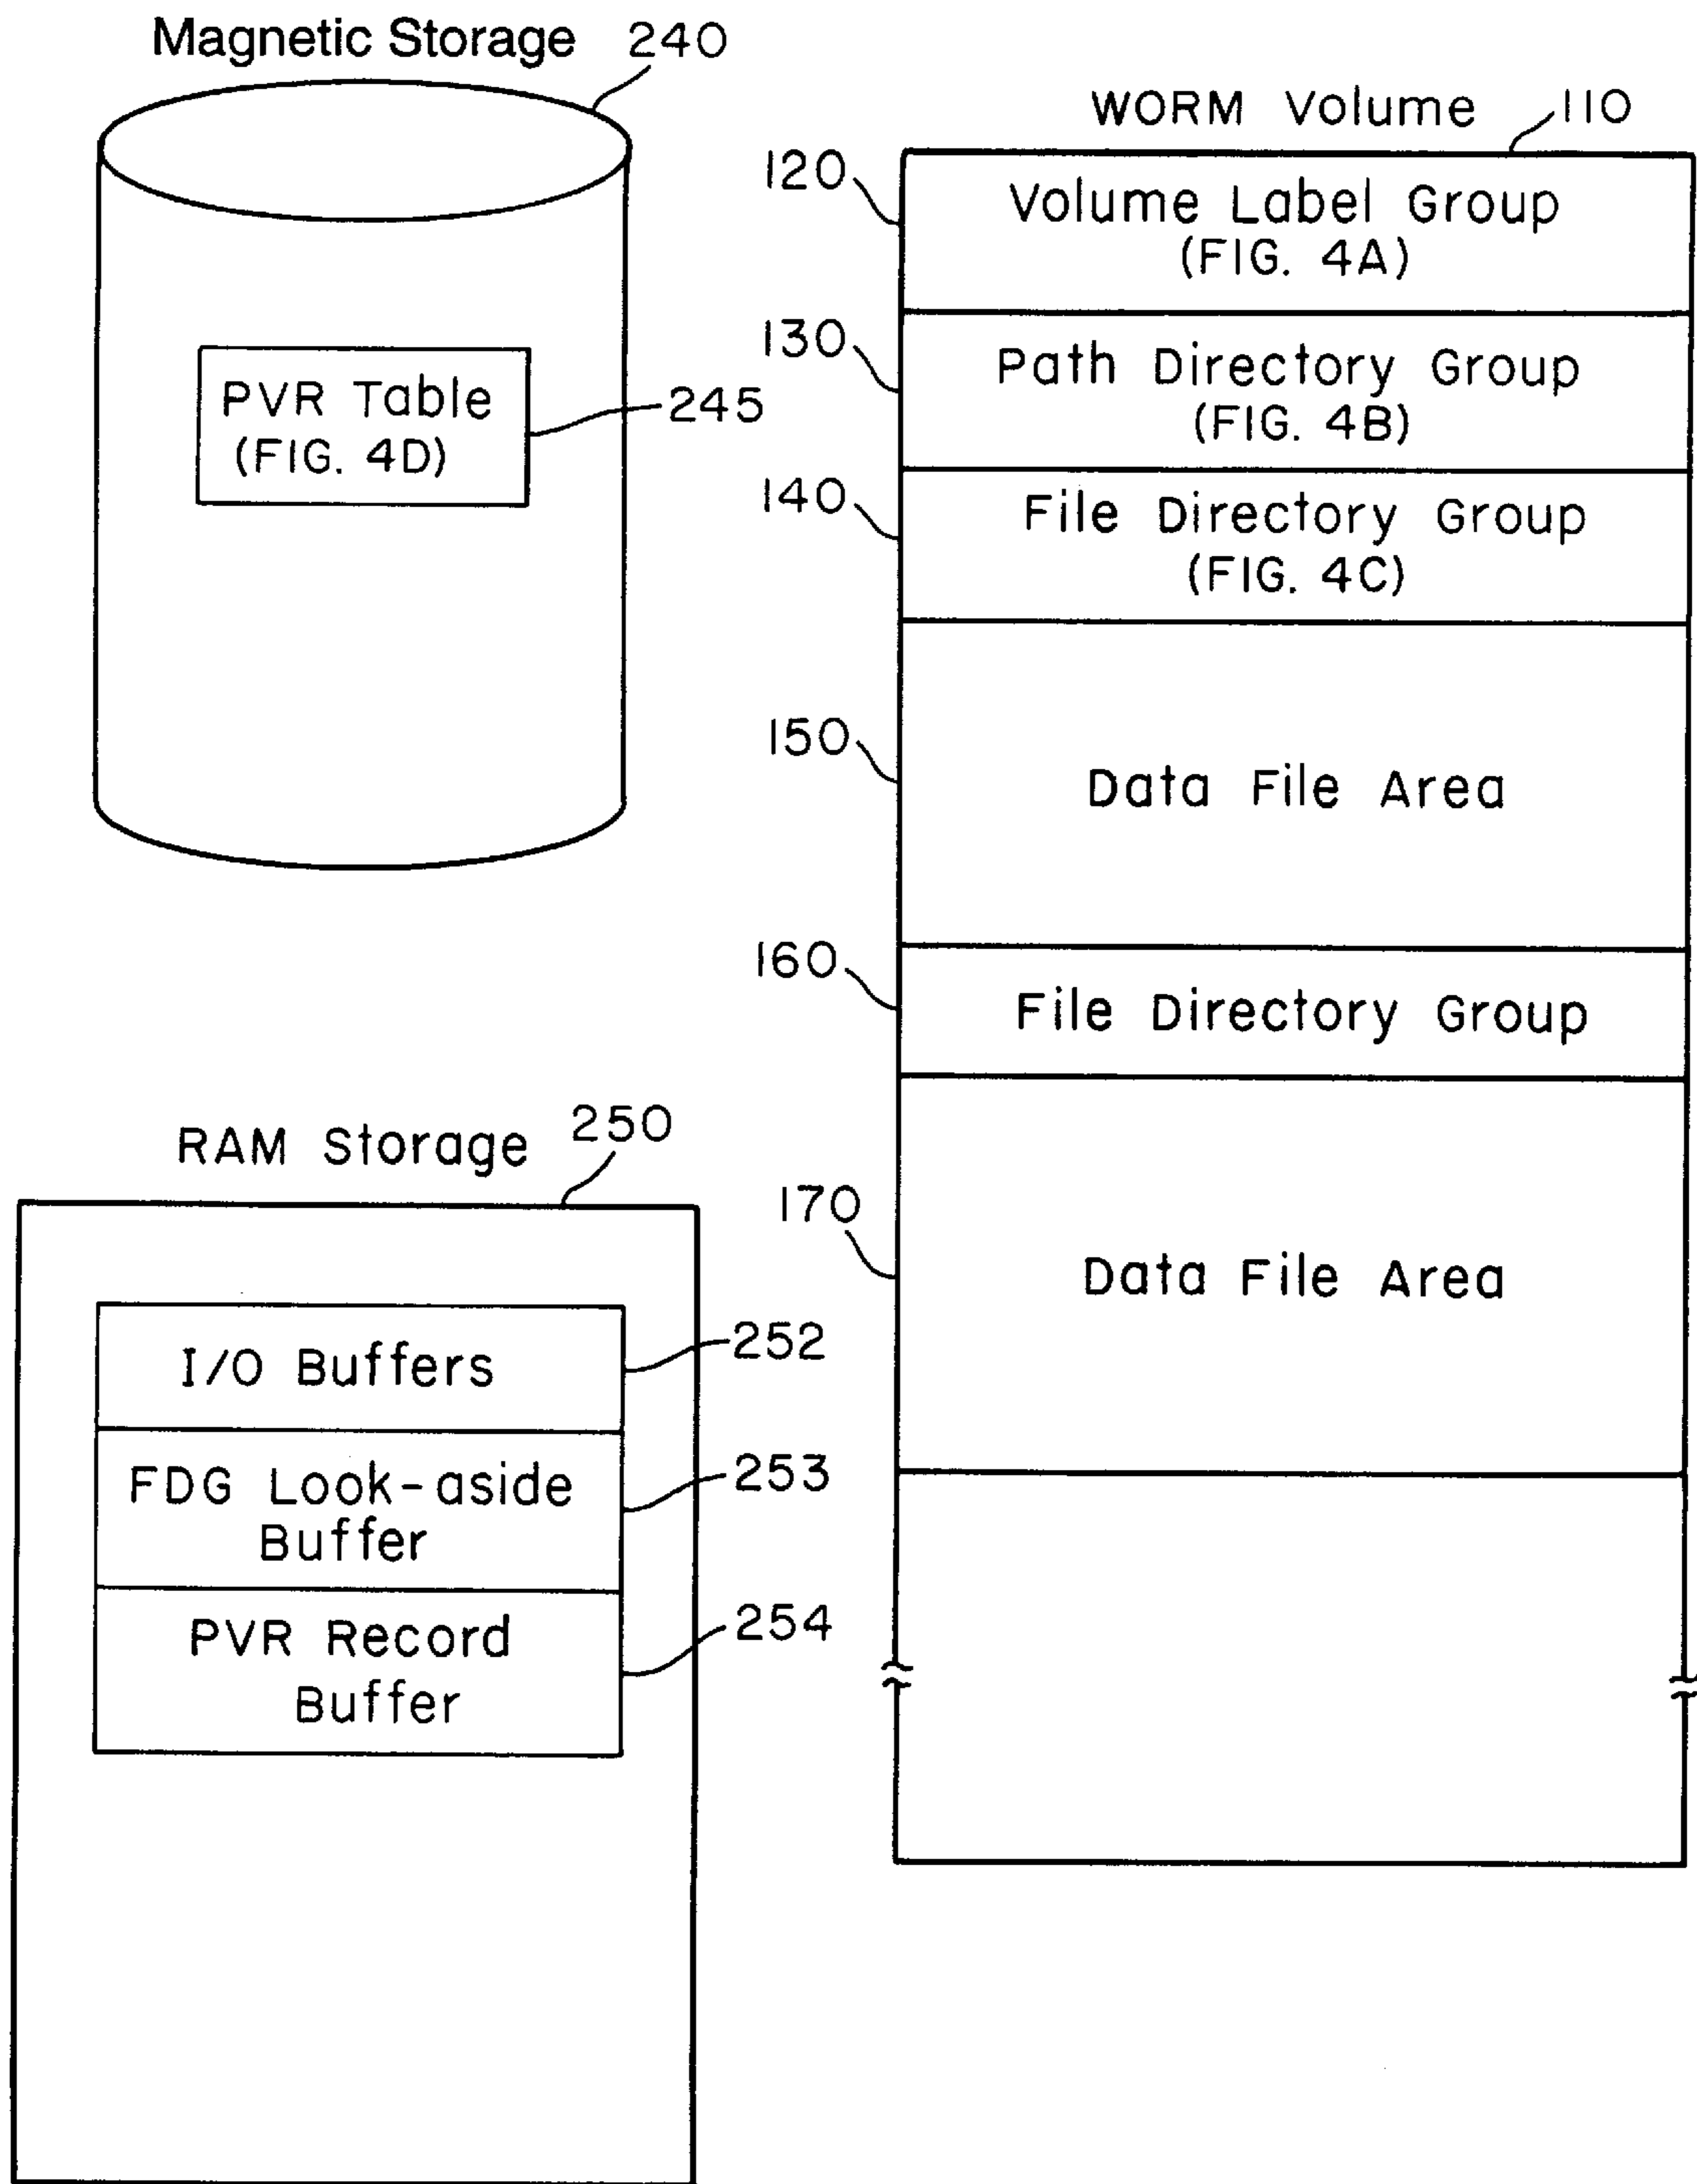 Magnetic Storage 240
PVR Table
(FIG. 4D)
245
RAM Storage 250
I/O Buffers
252
FDG Look-aside
Buffer
253
PVR Record
Buffer
254
WORM Volume 110
120
Volume Label Group
(FIG. 4A)
130
Path Directory Group
(FIG. 4B)
140
File Directory Group
(FIG. 4C)
150
Data File Area
160
File Directory Group
170
Data File Area